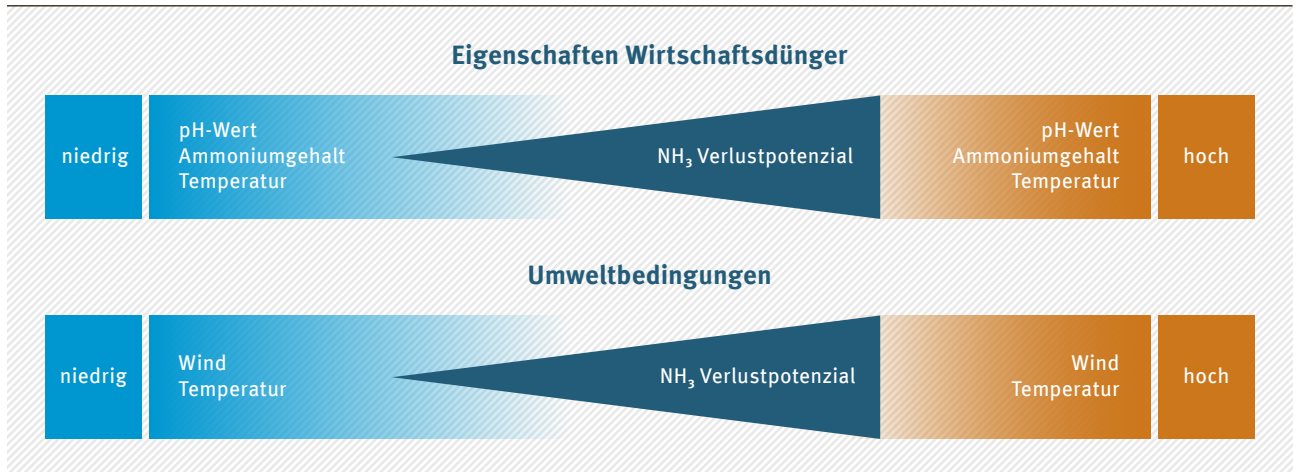 Eigenschaften Wirtschaftsdünger
niedrig
pH-Wert
Ammoniumgehalt
Temperatur
NH₃ Verlustpotenzial
pH-Wert
Ammoniumgehalt
Temperatur
hoch
Umweltbedingungen
niedrig
Wind
Temperatur
NH₃ Verlustpotenzial
Wind
Temperatur
hoch